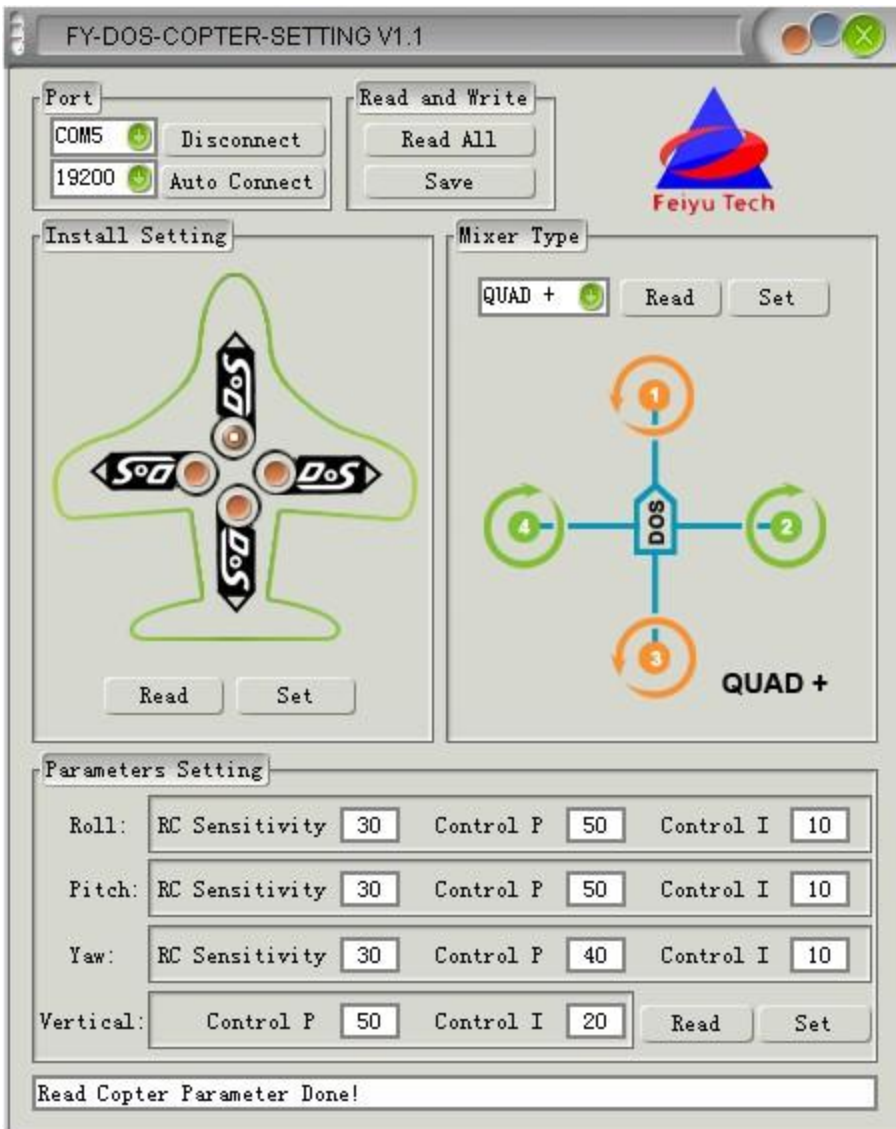 FY-DOS-COPTER-SETTING V1.1
Port
COM5 Disconnect
19200 Auto Connect
Read and Write
Read All
Save
Feiyu Tech
Install Setting
DoS
DoS
DoS
DoS
Read Set
Mixer Type
QUAD + Read Set
1
4 DOS 2
3
QUAD +
Parameters Setting
Roll: RC Sensitivity 30 Control P 50 Control I 10
Pitch: RC Sensitivity 30 Control P 50 Control I 10
Yaw: RC Sensitivity 30 Control P 40 Control I 10
Vertical: Control P 50 Control I 20 Read Set
Read Copter Parameter Done!